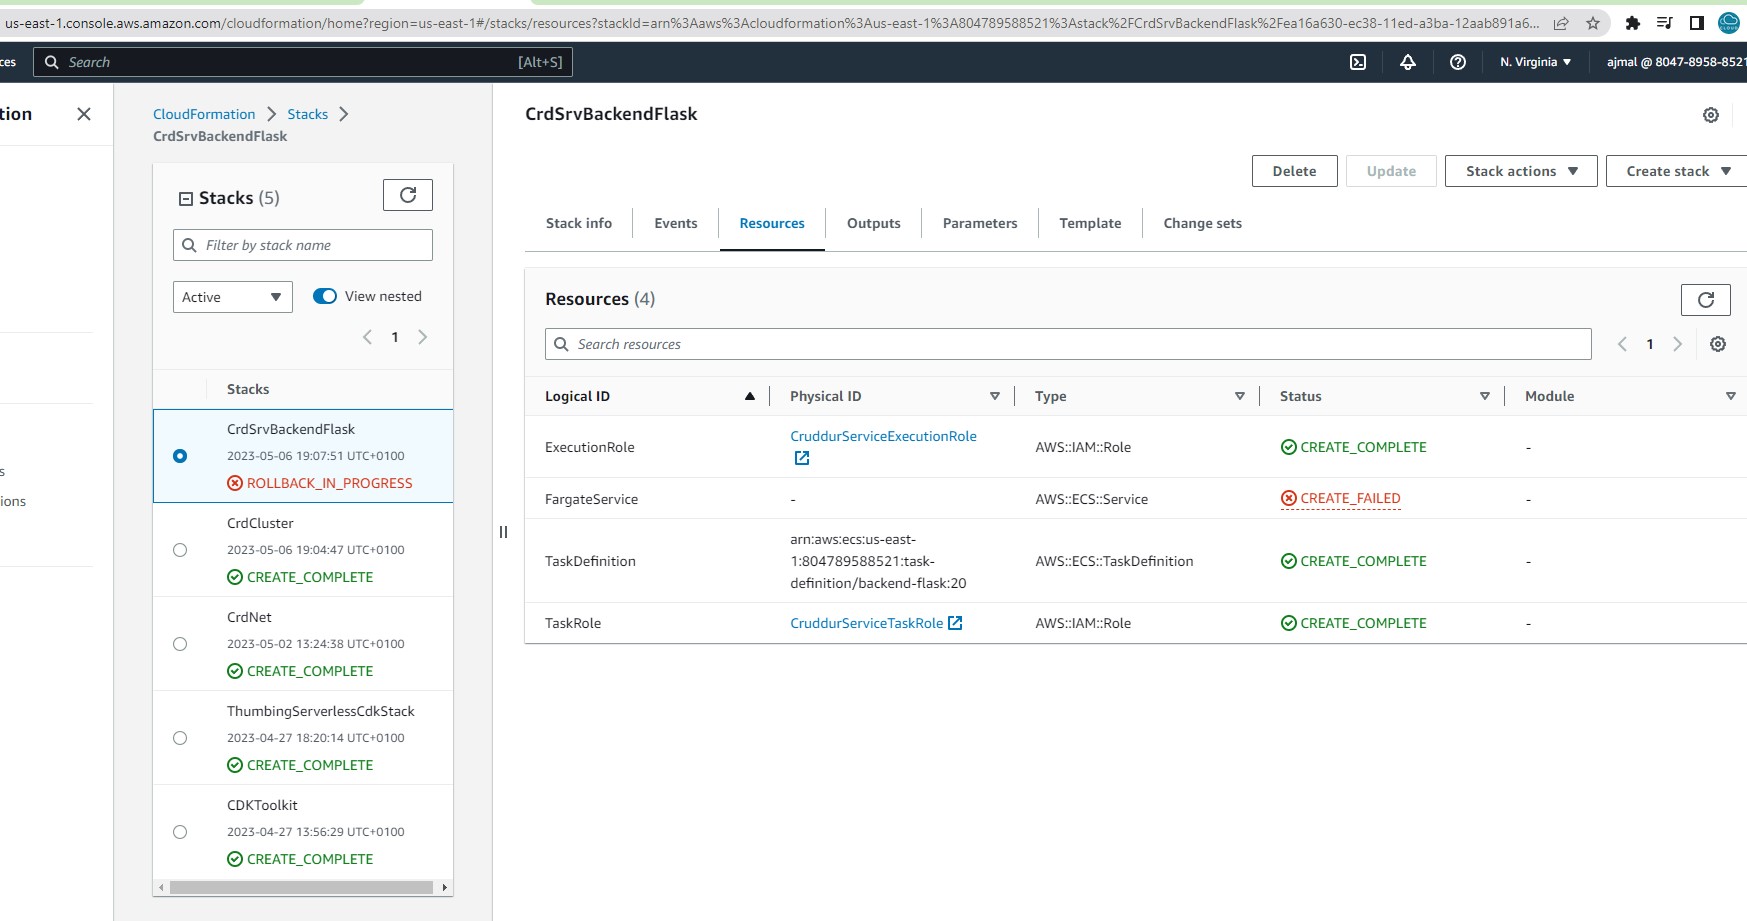 us-east-1.console.aws.amazon.com/cloudformation/home?region=us-east-1#/stacks/resources?stackId=arn%3Aaws%3Acloudformation%3Aus-east-1%3A804789588521%3Astack%2FCrdSrvBackendFlask%2Fea16a630-ec38-11ed-a3ba-12aab891a6...
ces
Search
[Alt+S]
N. Virginia
ajmal @ 8047-8958-8521
tion
CloudFormation
Stacks
CrdSrvBackendFlask
Stacks (5)
Filter by stack name
Active
View nested
1
Stacks
CrdSrvBackendFlask
2023-05-06 19:07:51 UTC+0100
ROLLBACK_IN_PROGRESS
CrdCluster
2023-05-06 19:04:47 UTC+0100
CREATE_COMPLETE
CrdNet
2023-05-02 13:24:38 UTC+0100
CREATE_COMPLETE
ThumbingServerlessCdkStack
2023-04-27 18:20:14 UTC+0100
CREATE_COMPLETE
CDKToolkit
2023-04-27 13:56:29 UTC+0100
CREATE_COMPLETE
s
ions
CrdSrvBackendFlask
Delete
Update
Stack actions
Create stack
Stack info
Events
Resources
Outputs
Parameters
Template
Change sets
Resources (4)
Search resources
1
Logical ID
Physical ID
Type
Status
Module
ExecutionRole
CruddurServiceExecutionRole
AWS::IAM::Role
CREATE_COMPLETE
-
FargateService
-
AWS::ECS::Service
CREATE_FAILED
-
TaskDefinition
arn:aws:ecs:us-east-
1:804789588521:task-
definition/backend-flask:20
AWS::ECS::TaskDefinition
CREATE_COMPLETE
-
TaskRole
CruddurServiceTaskRole
AWS::IAM::Role
CREATE_COMPLETE
-